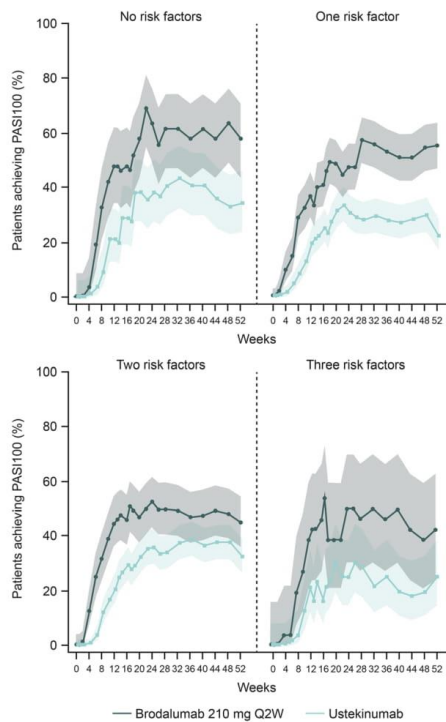 No risk factors
One risk factor
Patients achieving PASI100 (%)
100
80
60
40
20
0
0 4 8 12 16 20 24 28 32 36 40 44 48 52
0 4 8 12 16 20 24 28 32 36 40 44 48 52
Weeks
Two risk factors
Three risk factors
Patients achieving PASI100 (%)
100
80
60
40
20
0
0 4 8 12 16 20 24 28 32 36 40 44 48 52
0 4 8 12 16 20 24 28 32 36 40 44 48 52
Weeks
Brodalumab 210 mg Q2W
Ustekinumab